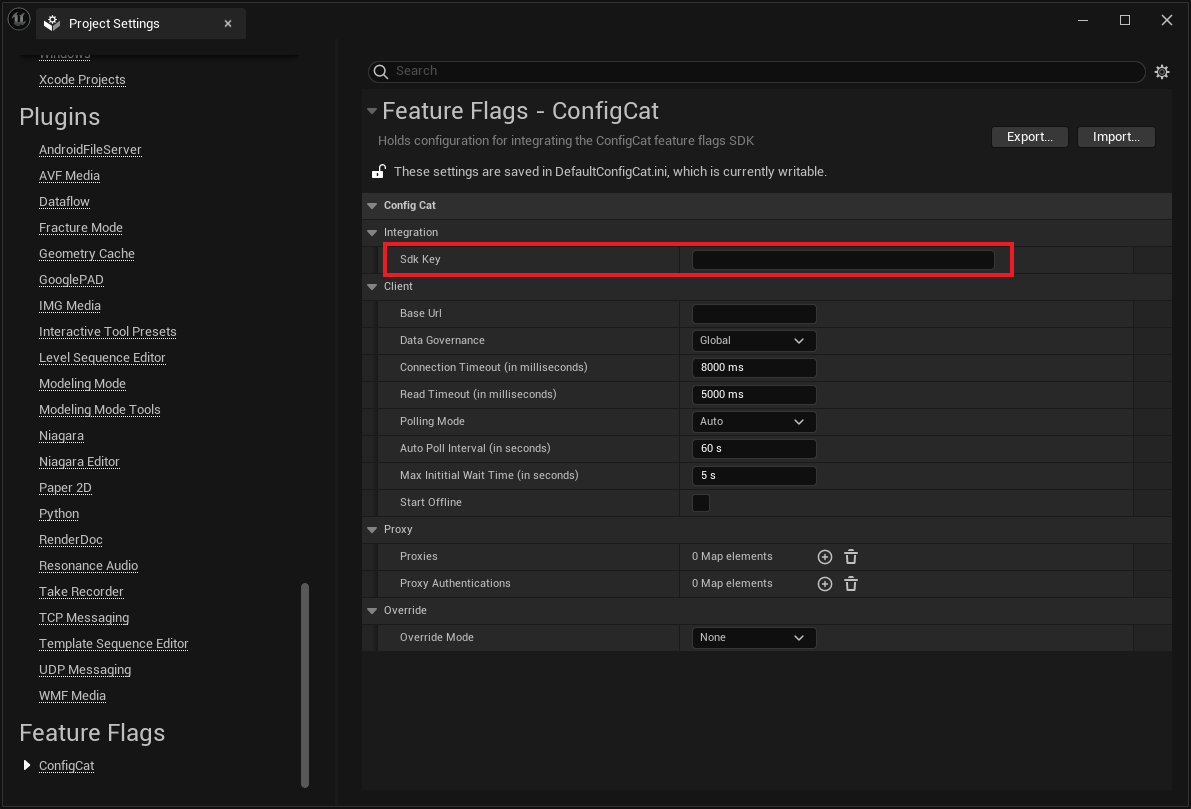 Project Settings
Windows
Xcode Projects
Plugins
AndroidFileServer
AVF Media
Dataflow
Fracture Mode
Geometry Cache
GooglePAD
IMG Media
Interactive Tool Presets
Level Sequence Editor
Modeling Mode
Modeling Mode Tools
Niagara
Niagara Editor
Paper 2D
Python
RenderDoc
Resonance Audio
Take Recorder
TCP Messaging
Template Sequence Editor
UDP Messaging
WMF Media
Feature Flags
ConfigCat
Search
Feature Flags - ConfigCat
Holds configuration for integrating the ConfigCat feature flags SDK
Export... Import...
These settings are saved in DefaultConfigCat.ini, which is currently writable.
Config Cat
Integration
Sdk Key
Client
Base Url
Data Governance Global
Connection Timeout (in milliseconds) 8000 ms
Read Timeout (in milliseconds) 5000 ms
Polling Mode Auto
Auto Poll Interval (in seconds) 60 s
Max Inititial Wait Time (in seconds) 5 s
Start Offline
Proxy
Proxies 0 Map elements
Proxy Authentications 0 Map elements
Override
Override Mode None